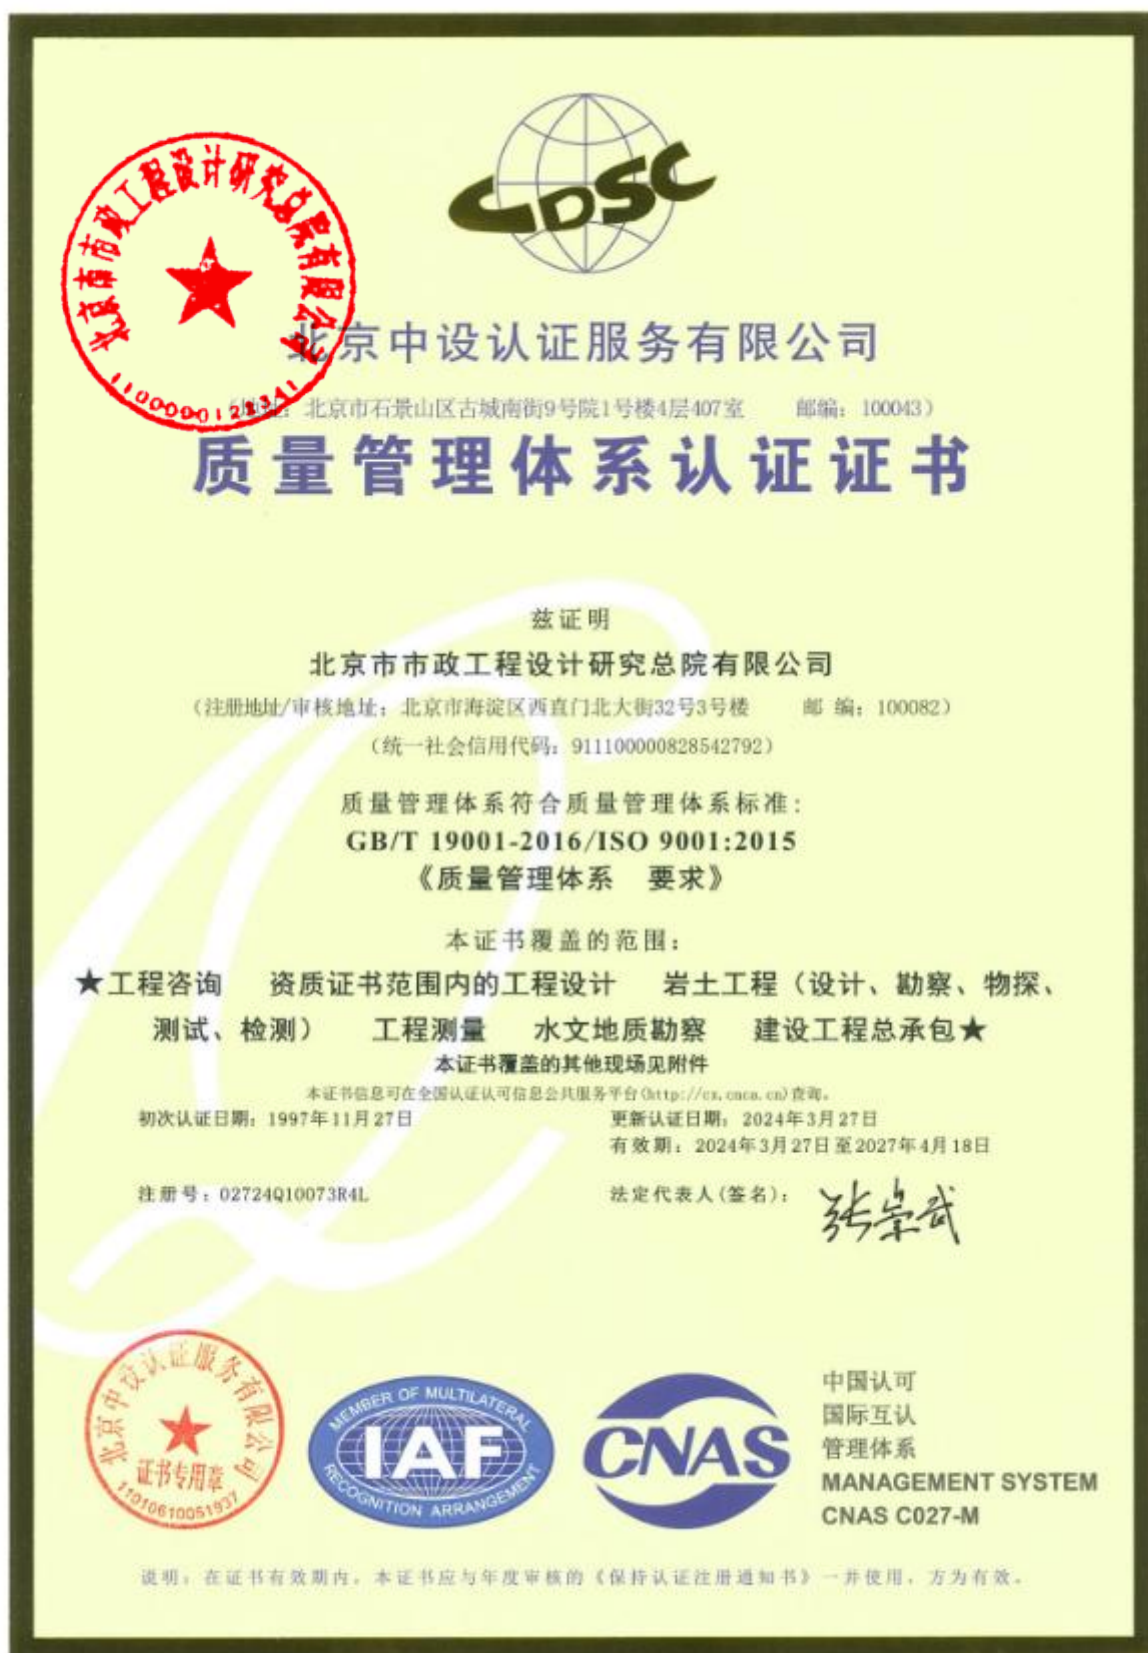 CDSC
北京市市政工程设计研究总院有限公司
北京中设认证服务有限公司
(地址：北京市石景山区古城南街9号院1号楼4层407室 邮编：100043)
质量管理体系认证证书
兹证明
北京市市政工程设计研究总院有限公司
(注册地址/审核地址：北京市海淀区西直门北大街32号3号楼 邮 编：100082)
(统一社会信用代码：911100000828542792)
质量管理体系符合质量管理体系标准：
GB/T 19001-2016/ISO 9001:2015
《质量管理体系 要求》
本证书覆盖的范围：
★工程咨询 资质证书范围内的工程设计 岩土工程（设计、勘察、物探、
测试、检测） 工程测量 水文地质勘察 建设工程总承包★
本证书覆盖的其他现场见附件
本证书信息可在全国认证认可信息公共服务平台(http://cx.cnca.cn)查询。
初次认证日期：1997年11月27日
更新认证日期：2024年3月27日
有效期：2024年3月27日至2027年4月18日
注册号：02724Q10073R4L
法定代表人(签名)：
北京中设认证服务有限公司
证书专用章
11010610051937
MEMBER OF MULTILATERAL
IAF
RECOGNITION ARRANGEMENT
CNAS
中国认可
国际互认
管理体系
MANAGEMENT SYSTEM
CNAS C027-M
说明：在证书有效期内，本证书应与年度审核的《保持认证注册通知书》一并使用，方为有效。